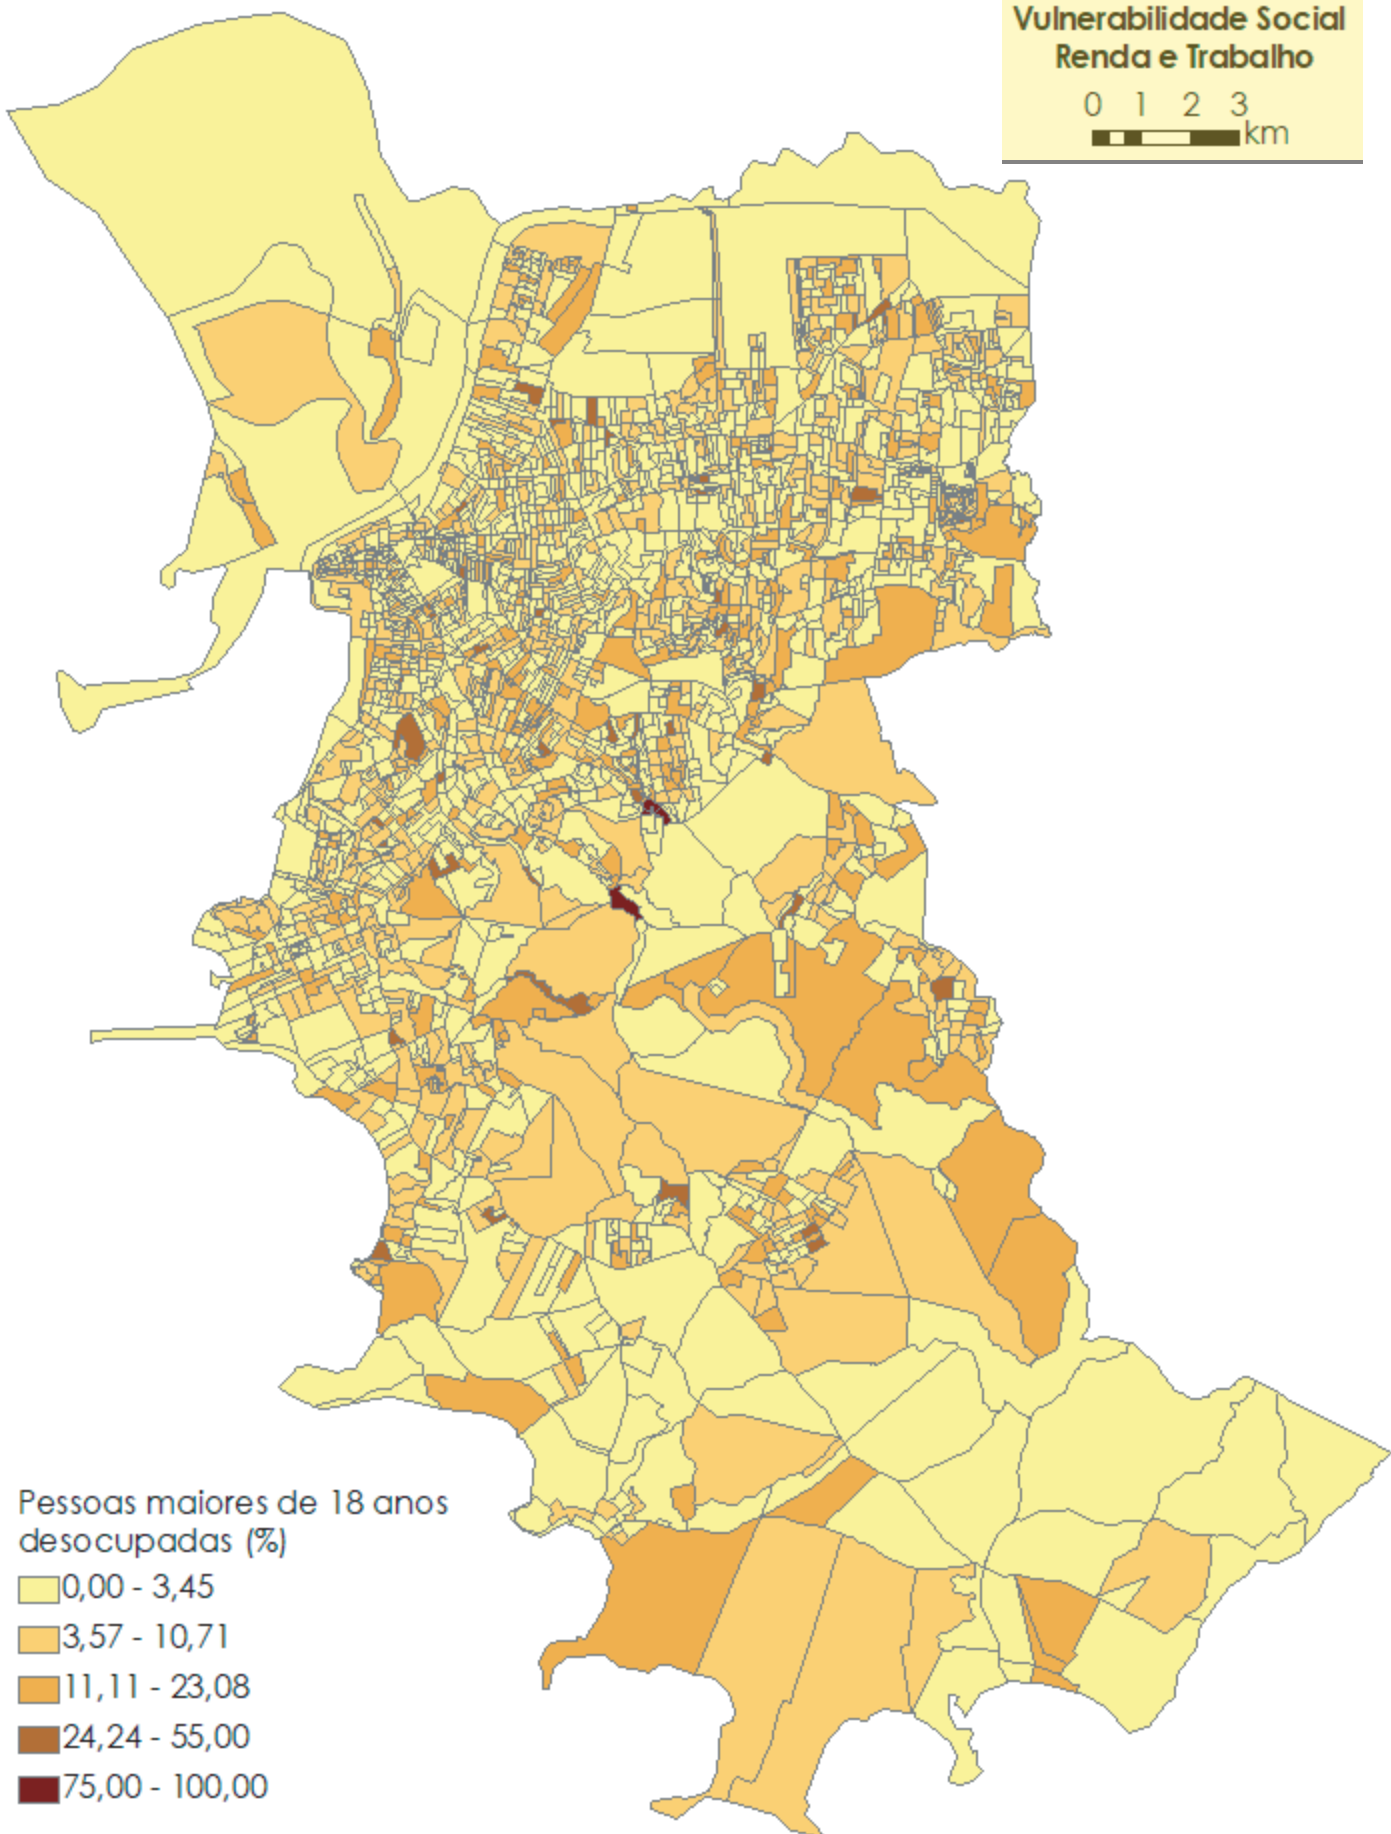 Vulnerabilidade Social
Renda e Trabalho
0 1 2 3
km
Pessoas maiores de 18 anos
desocupadas (%)
0,00 - 3,45
3,57 - 10,71
11,11 - 23,08
24,24 - 55,00
75,00 - 100,00